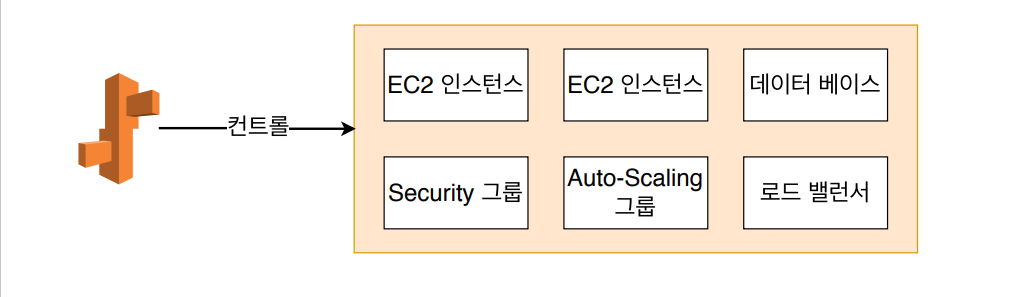 컨트롤
EC2 인스턴스
EC2 인스턴스
데이터 베이스
Security 그룹
Auto-Scaling
그룹
로드 밸런서